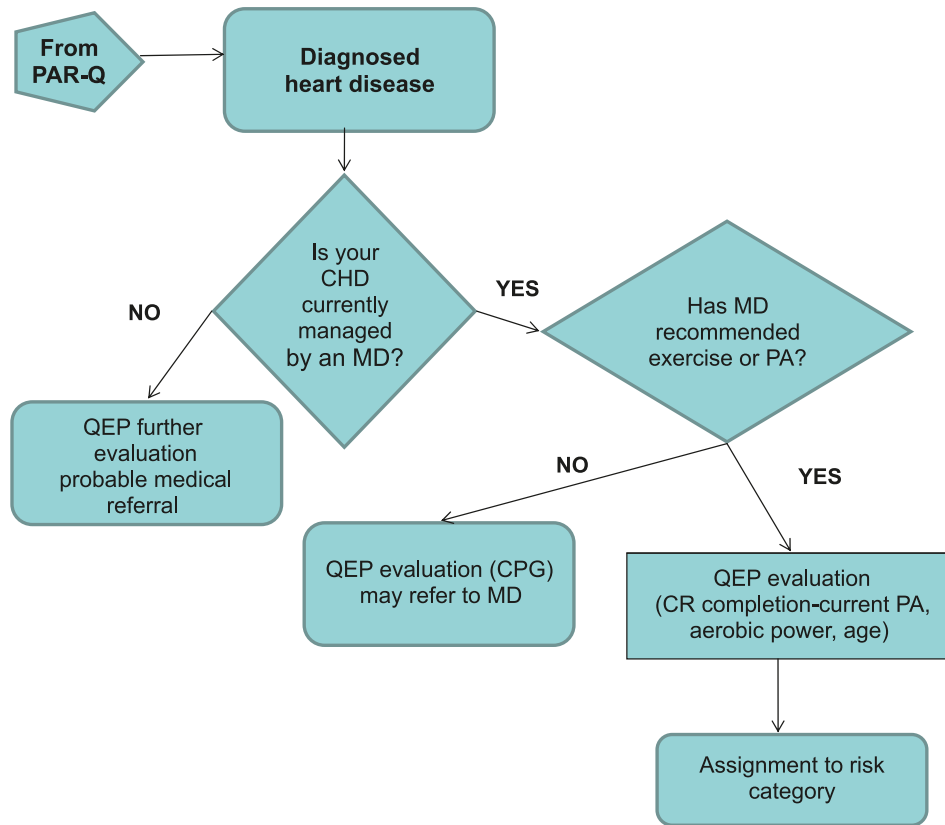 From
PAR-Q
Diagnosed
heart disease
Is your
CHD
currently
managed
by an MD?
NO
YES
Has MD
recommended
exercise or PA?
QEP further
evaluation
probable medical
referral
NO
YES
QEP evaluation (CPG)
may refer to MD
QEP evaluation
(CR completion-current PA,
aerobic power, age)
Assignment to risk
category